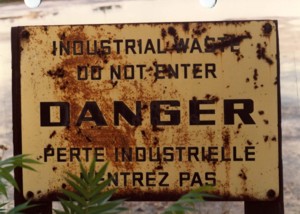 INDUSTRIAL WASTE
DO NOT ENTER
DANGER
PERTE INDUSTRIELLE
N'ENTREZ PAS